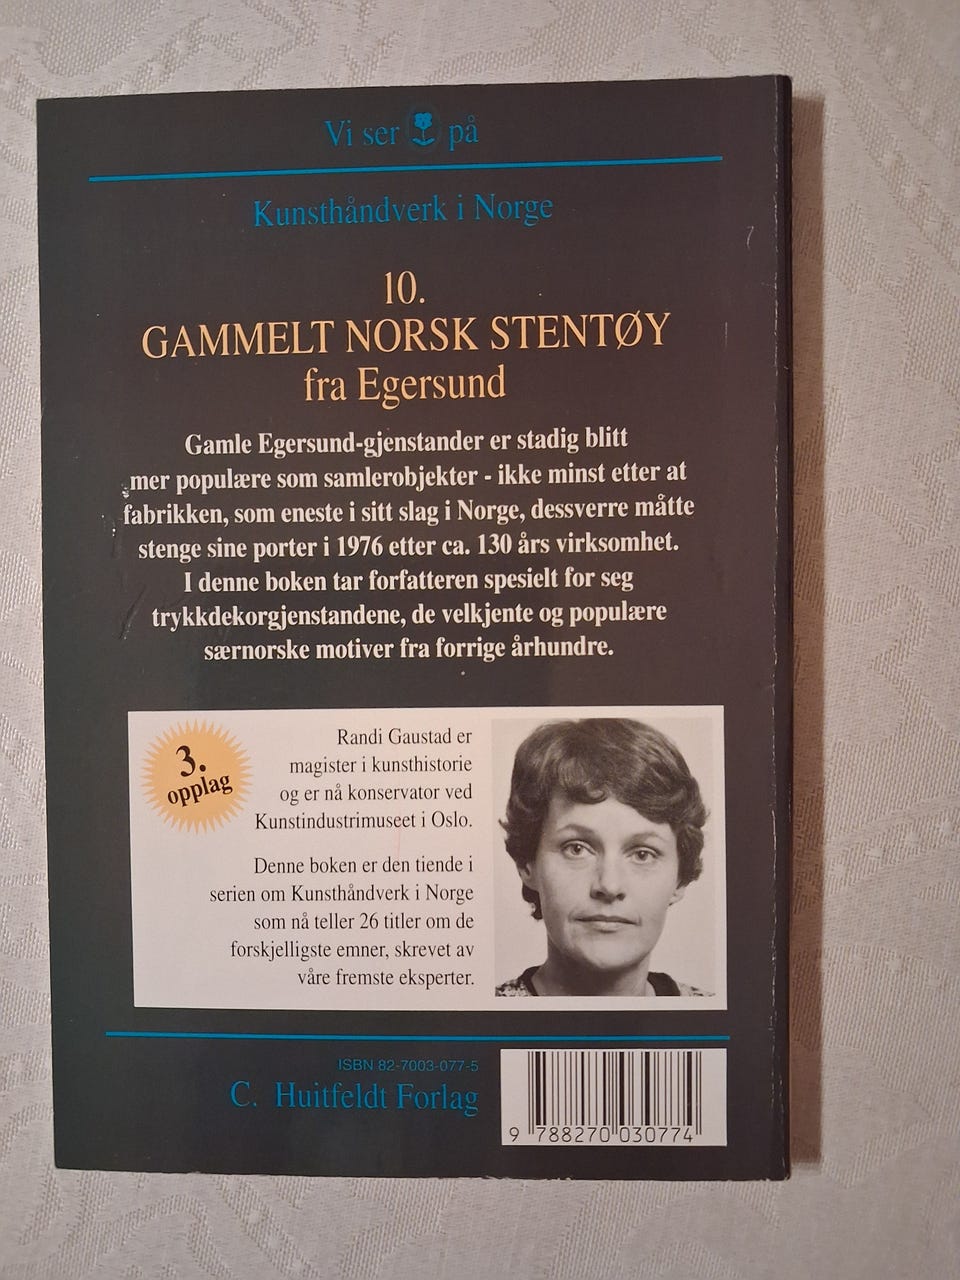 Vi ser på
Kunsthåndverk i Norge
10.
GAMMELT NORSK STENTØY
fra Egersund
Gamle Egersund-gjenstander er stadig blitt
mer populære som samlerobjekter - ikke minst etter at
fabrikken, som eneste i sitt slag i Norge, dessverre måtte
stenge sine porter i 1976 etter ca. 130 års virksomhet.
I denne boken tar forfatteren spesielt for seg
trykkdekorgjenstandene, de velkjente og populære
særnorske motiver fra forrige århundre.
3.
opplag
Randi Gaustad er
magister i kunsthistorie
og er nå konservator ved
Kunstindustrimuseet i Oslo.
Denne boken er den tiende i
serien om Kunsthåndverk i Norge
som nå teller 26 titler om de
forskjelligste emner, skrevet av
våre fremste eksperter.
ISBN 82-7003-077-5
C. Huitfeldt Forlag
9 788270 030774